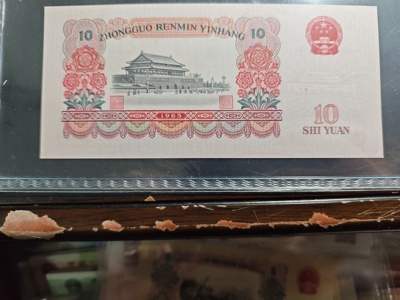 10 ZHONGGUO RENMIN YINHANG 10
1965
10
SHI YUAN